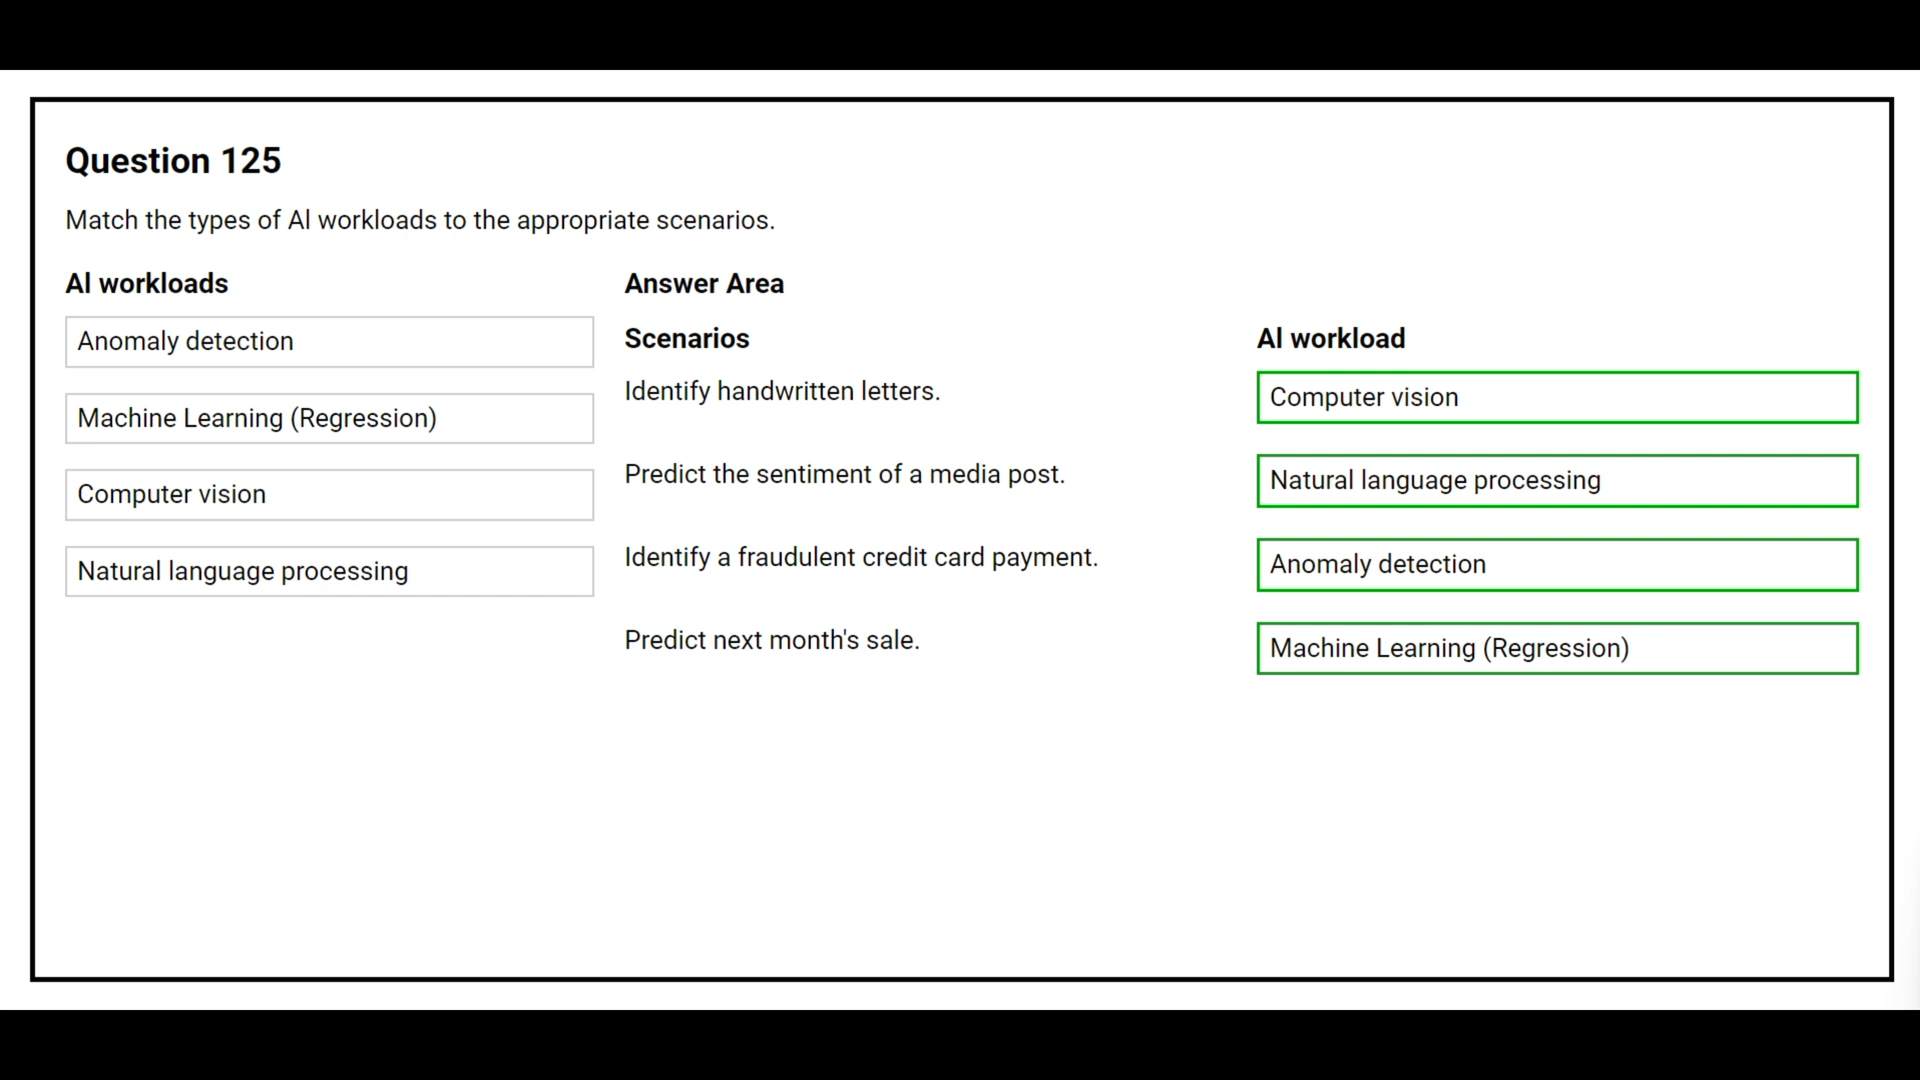 Question 125
Match the types of AI workloads to the appropriate scenarios.
AI workloads
Anomaly detection
Machine Learning (Regression)
Computer vision
Natural language processing
Answer Area
Scenarios
AI workload
Identify handwritten letters.
Computer vision
Predict the sentiment of a media post.
Natural language processing
Identify a fraudulent credit card payment.
Anomaly detection
Predict next month's sale.
Machine Learning (Regression)